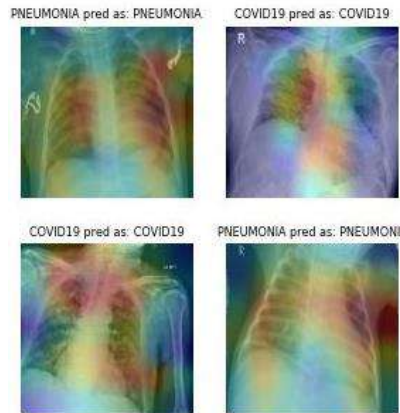 PNEUMONIA pred as: PNEUMONIA
COVID19 pred as: COVID19
R
COVID19 pred as: COVID19
PNEUMONIA pred as: PNEUMONI
R